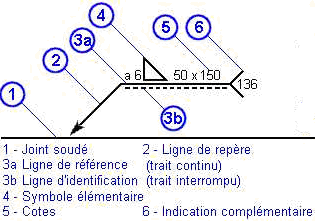 4
3a
5
6
a 6
50 x 150
136
2
1
3b
1 - Joint soudé
2 - Ligne de repère
3a Ligne de référence (trait continu)
3b Ligne d'identification (trait interrompu)
4 - Symbole élémentaire
5 - Cotes
6 - Indication complémentaire